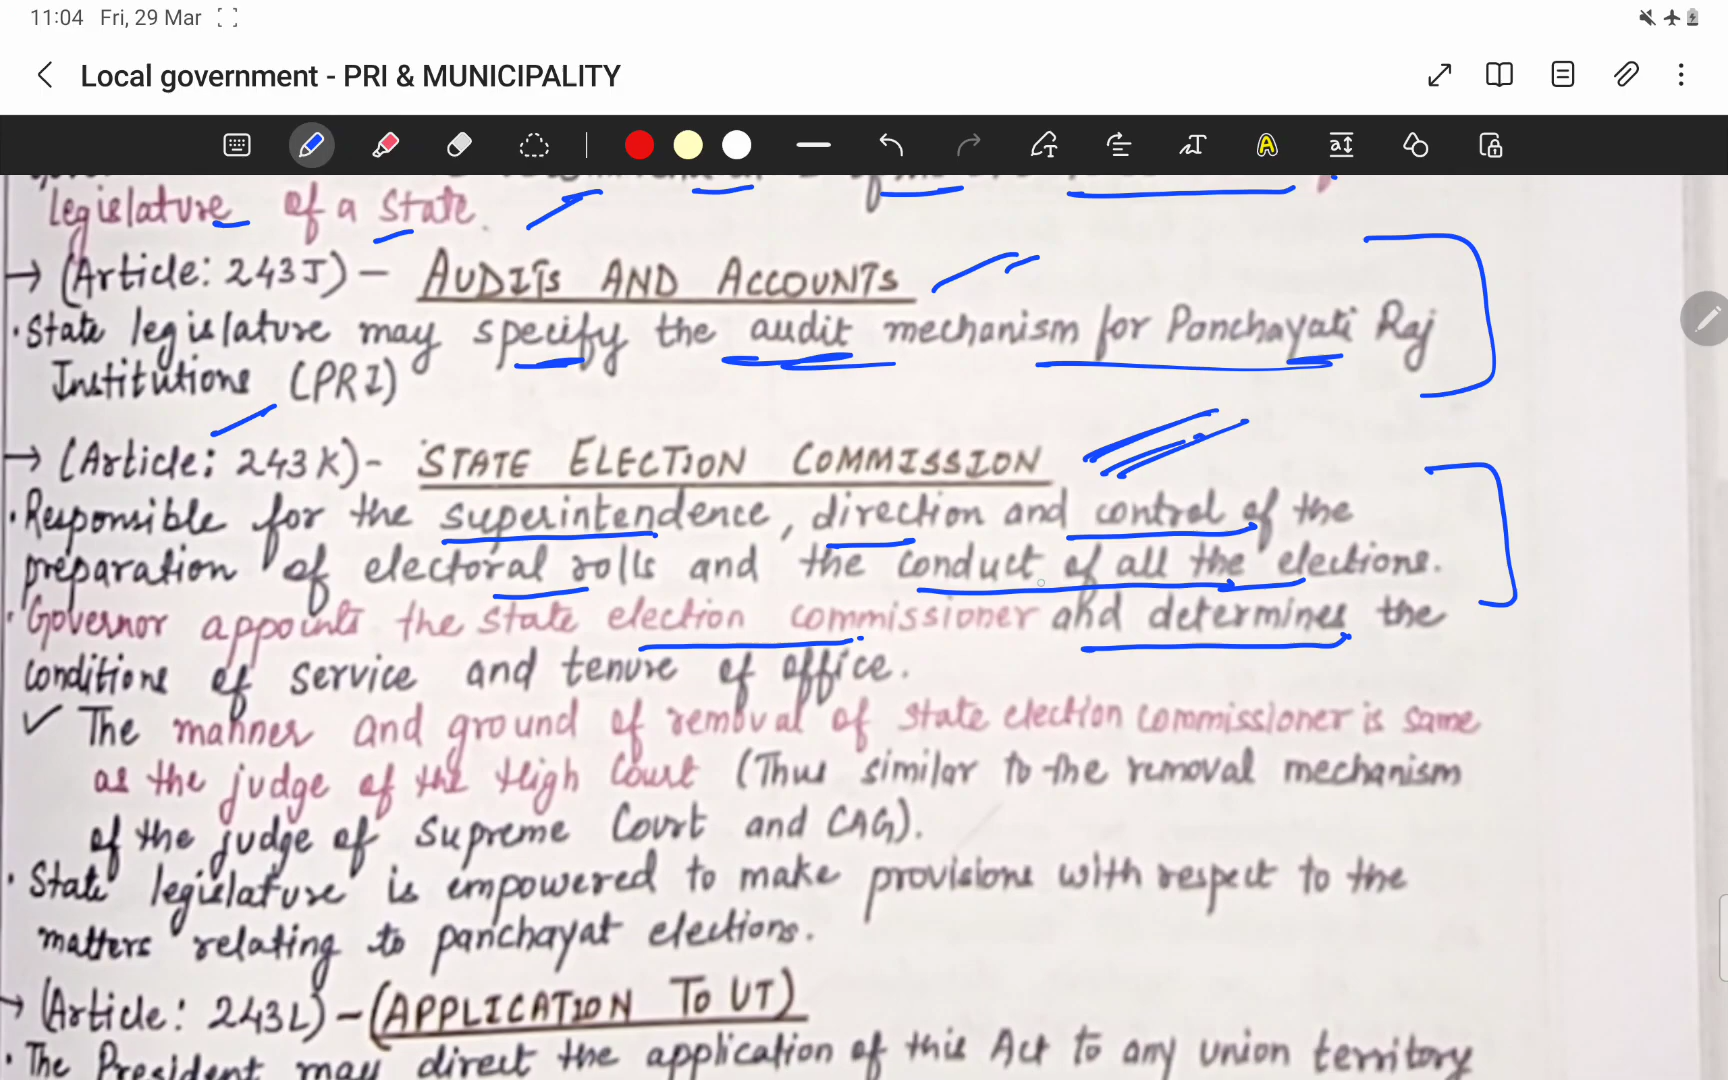 11:04 Fri, 29 Mar
Local government - PRI & MUNICIPALITY
legislature of a State.
→ (Article: 243J) – AUDITS AND ACCOUNTS
• State legislature may specify the audit mechanism for Panchayati Raj
Institutions (PRI)
→ (Article: 243K)- STATE ELECTION COMMISSION
• Responsible for the superintendence, direction and control of the
preparation of electoral rolls and the conduct of all the elections.
• Governor appoints the state election commissioner and determines the
conditions of service and tenure of office.
✓ The manner and ground of removal of state election commissioner is same
as the judge of the High Court (Thus similar to the removal mechanism
of the judge of Supreme Court and CAG).
• State legislature is empowered to make provisions with respect to the
matters relating to panchayat elections.
→ (Article: 243L) – (APPLICATION TO UT)
• The President may direct the application of this Act to any union territory